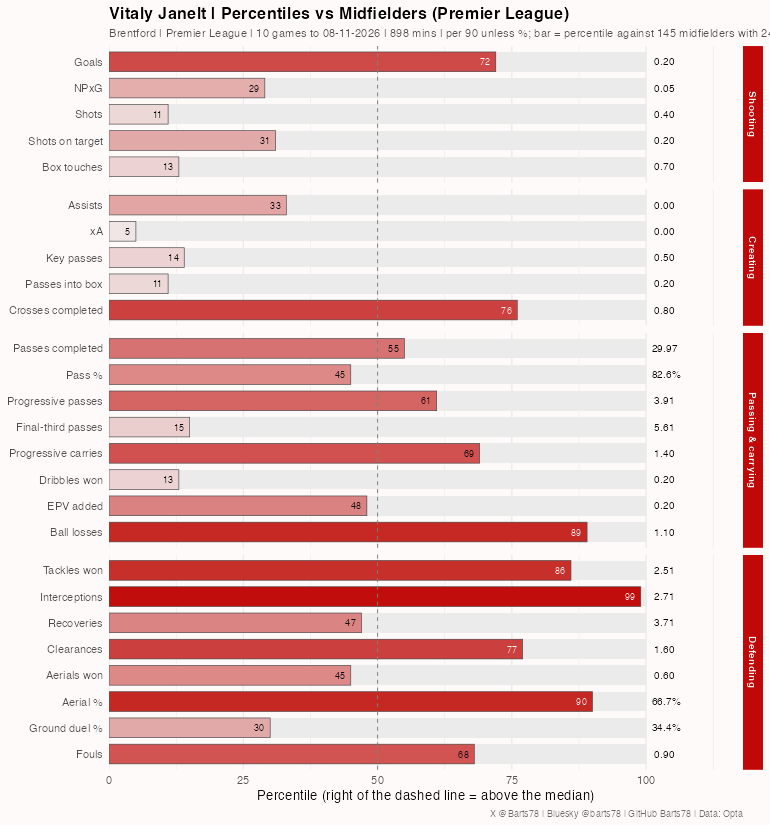 Vitaly Janelt | Percentiles vs Midfielders (Premier League)
Brentford | Premier League | 10 games to 08-11-2026 | 898 mins | per 90 unless %; bar = percentile against 145 midfielders with 24
Goals 72 0.20
NPxG 29 0.05
Shots 11 0.40
Shots on target 31 0.20
Box touches 13 0.70
Shooting
Assists 33 0.00
xA 5 0.00
Key passes 14 0.50
Passes into box 11 0.20
Crosses completed 76 0.80
Creating
Passes completed 55 29.97
Pass % 45 82.6%
Progressive passes 61 3.91
Final-third passes 15 5.61
Progressive carries 69 1.40
Dribbles won 13 0.20
EPV added 48 0.20
Ball losses 89 1.10
Passing & carrying
Tackles won 86 2.51
Interceptions 99 2.71
Recoveries 47 3.71
Clearances 77 1.60
Aerials won 45 0.60
Aerial % 90 66.7%
Ground duel % 30 34.4%
Fouls 68 0.90
Defending
0 25 50 75 100
Percentile (right of the dashed line = above the median)
X @Barts78 | Bluesky @barts78 | GitHub Barts78 | Data: Opta